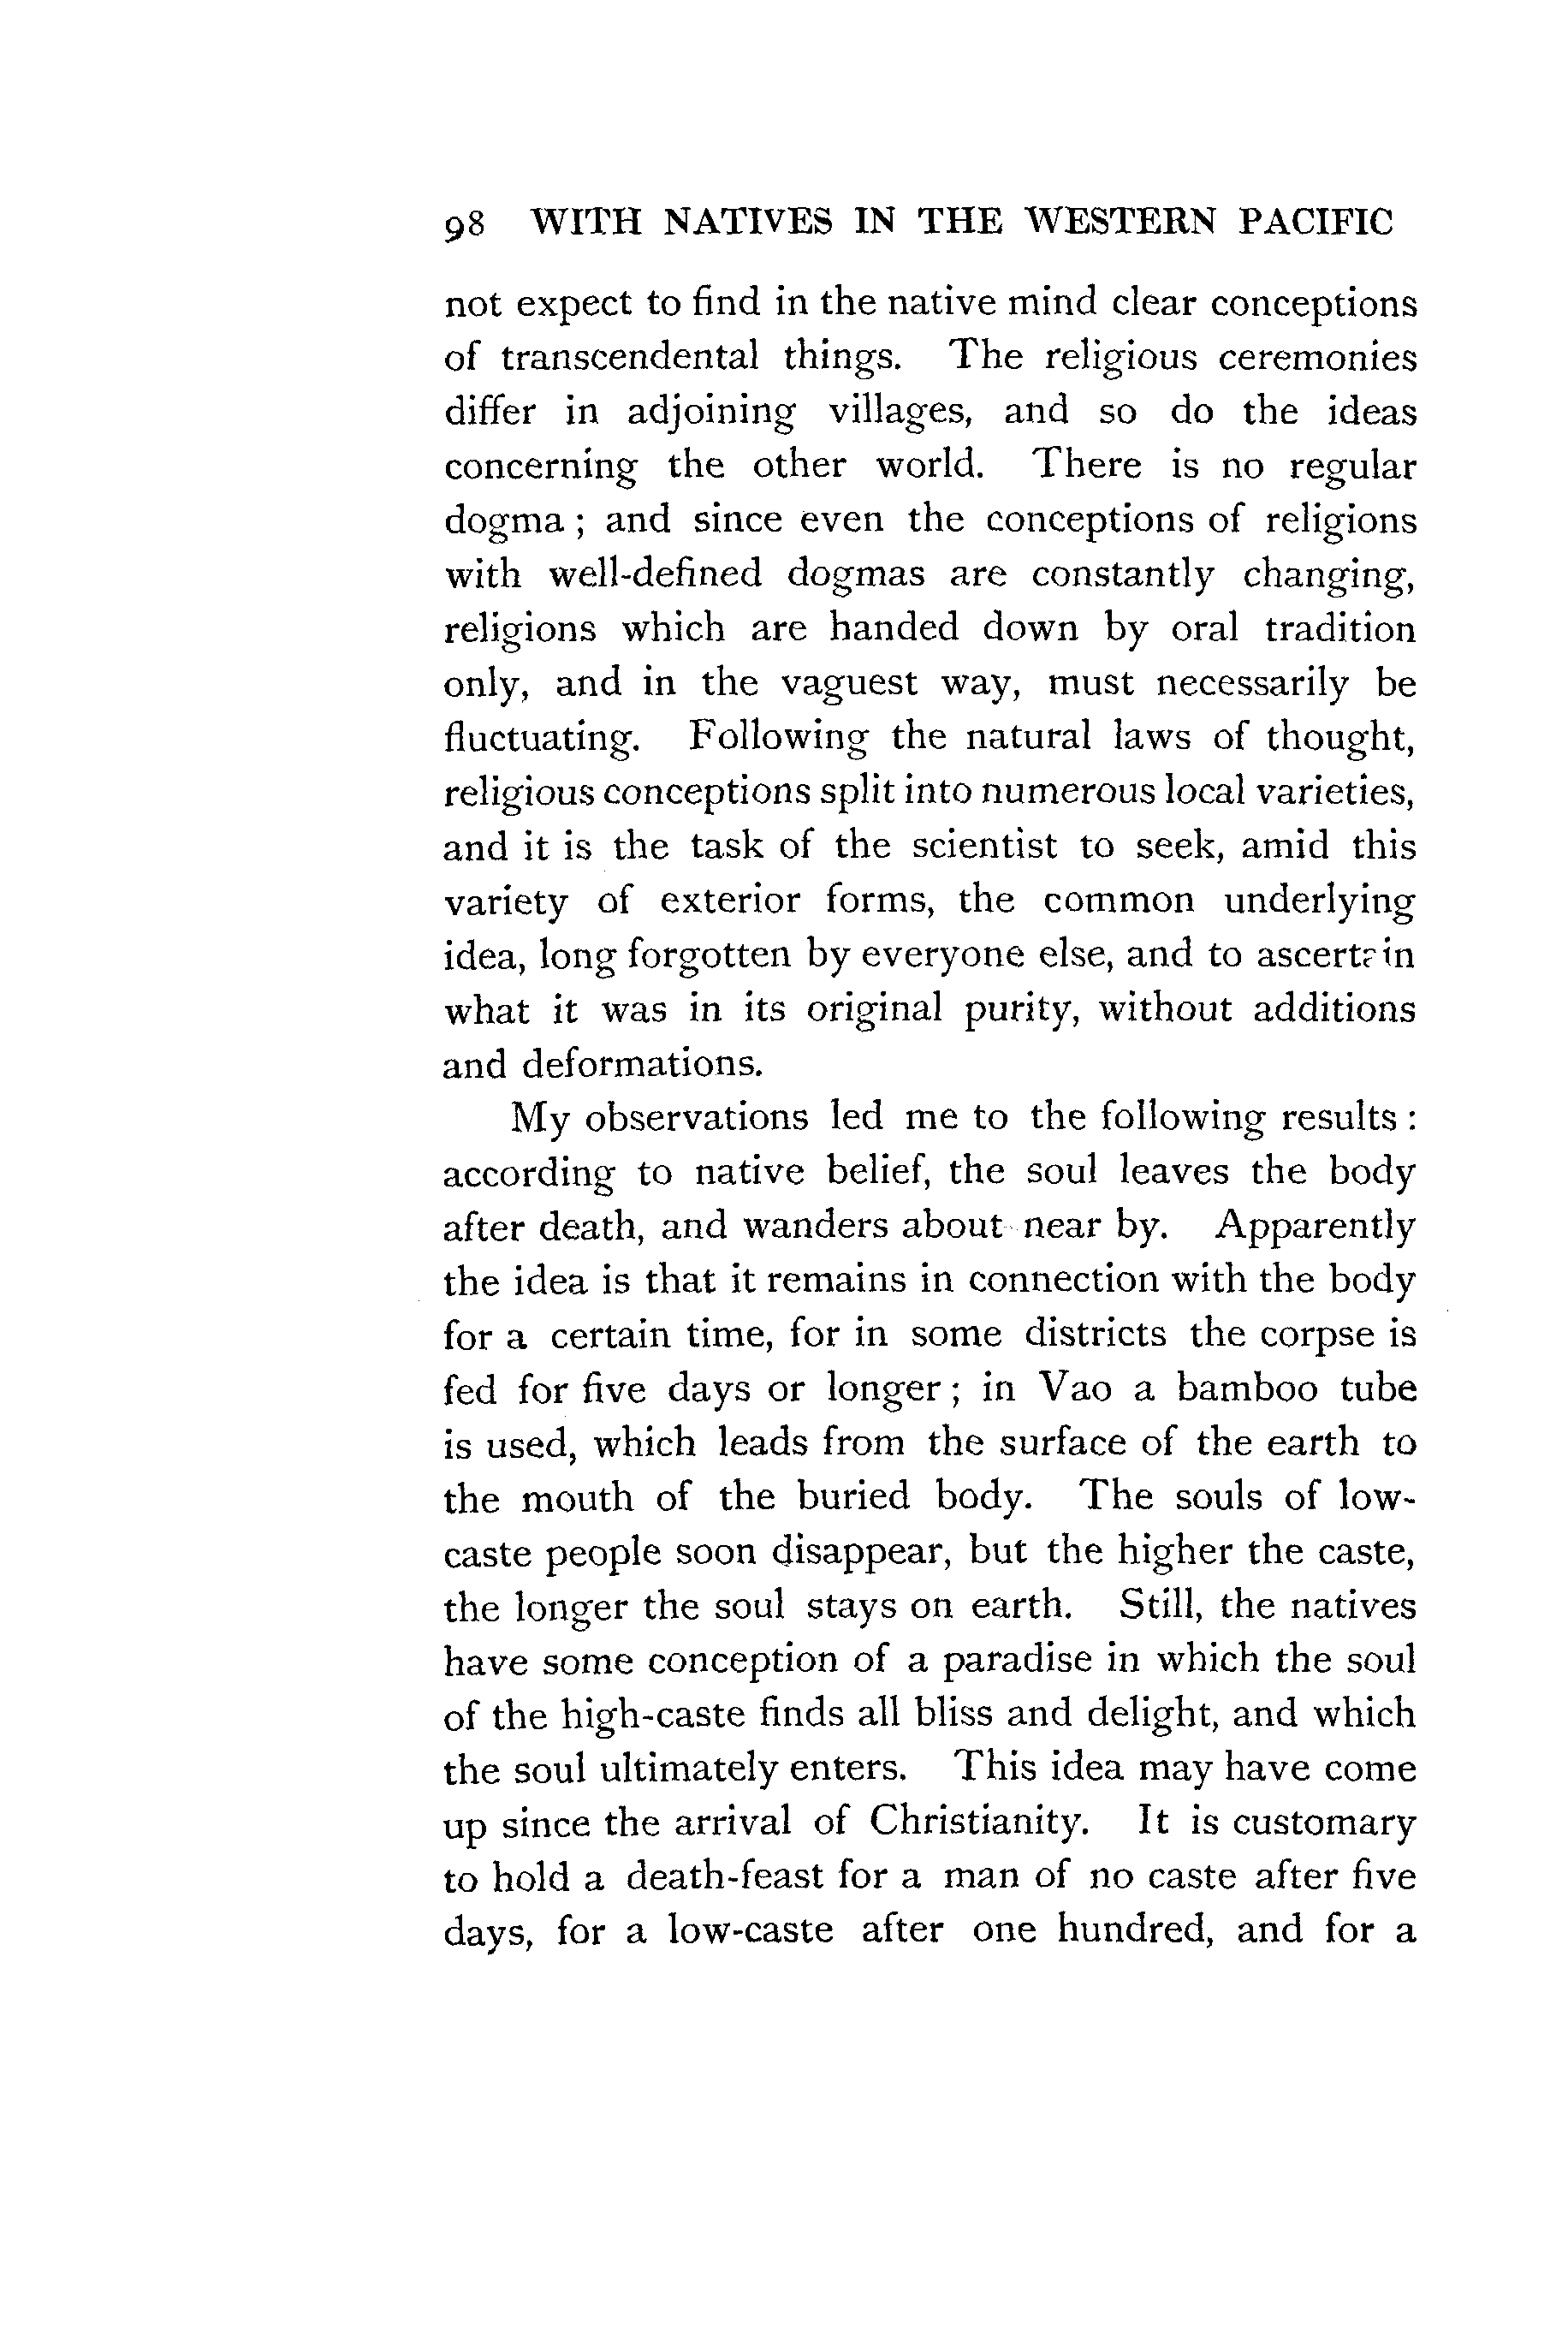 98 WITH NATIVES IN THE WESTERN PACIFIC
not expect to find in the native mind clear conceptions
of transcendental things. The religious ceremonies
differ in adjoining villages, and so do the ideas
concerning the other world. There is no regular
dogma ; and since even the conceptions of religions
with well-defined dogmas are constantly changing,
religions which are handed down by oral tradition
only, and in the vaguest way, must necessarily be
fluctuating. Following the natural laws of thought,
religious conceptions split into numerous local varieties,
and it is the task of the scientist to seek, amid this
variety of exterior forms, the common underlying
idea, long forgotten by everyone else, and to ascertain
what it was in its original purity, without additions
and deformations.
My observations led me to the following results :
according to native belief, the soul leaves the body
after death, and wanders about near by. Apparently
the idea is that it remains in connection with the body
for a certain time, for in some districts the corpse is
fed for five days or longer ; in Vao a bamboo tube
is used, which leads from the surface of the earth to
the mouth of the buried body. The souls of low-
caste people soon disappear, but the higher the caste,
the longer the soul stays on earth. Still, the natives
have some conception of a paradise in which the soul
of the high-caste finds all bliss and delight, and which
the soul ultimately enters. This idea may have come
up since the arrival of Christianity. It is customary
to hold a death-feast for a man of no caste after five
days, for a low-caste after one hundred, and for a